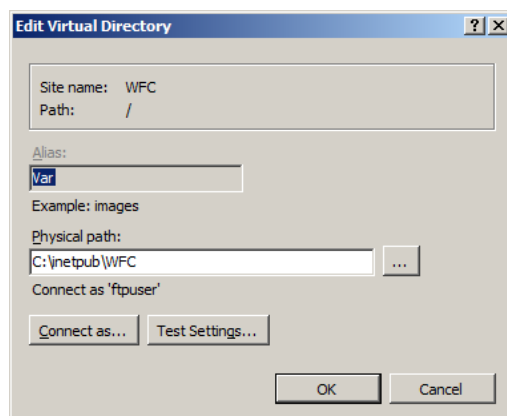 Edit Virtual Directory
Site name: WFC
Path: /
Alias:
Var
Example: images
Physical path:
C:\inetpub\WFC
...
Connect as 'ftpuser'
Connect as... Test Settings...
OK Cancel